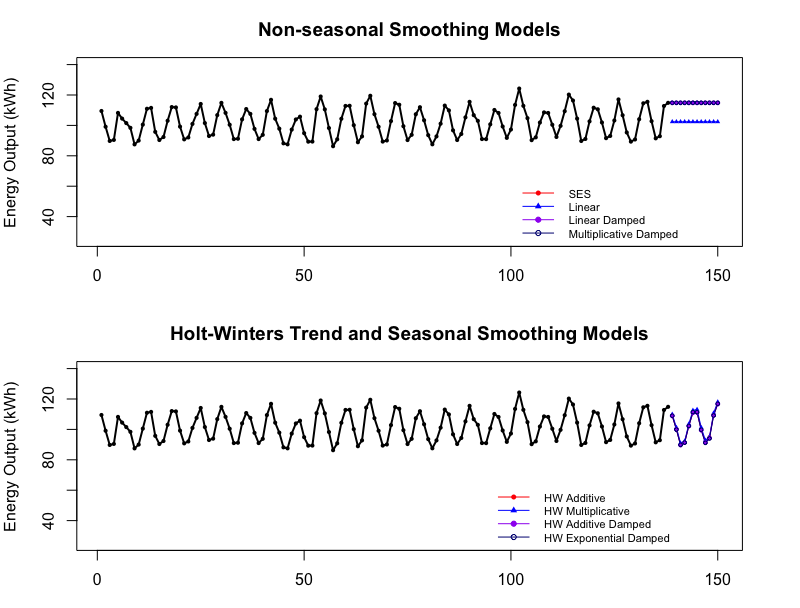 Non-seasonal Smoothing Models
Energy Output (kWh)
120
80
40
SES
Linear
Linear Damped
Multiplicative Damped
0 50 100 150
Holt-Winters Trend and Seasonal Smoothing Models
Energy Output (kWh)
120
80
40
HW Additive
HW Multiplicative
HW Additive Damped
HW Exponential Damped
0 50 100 150